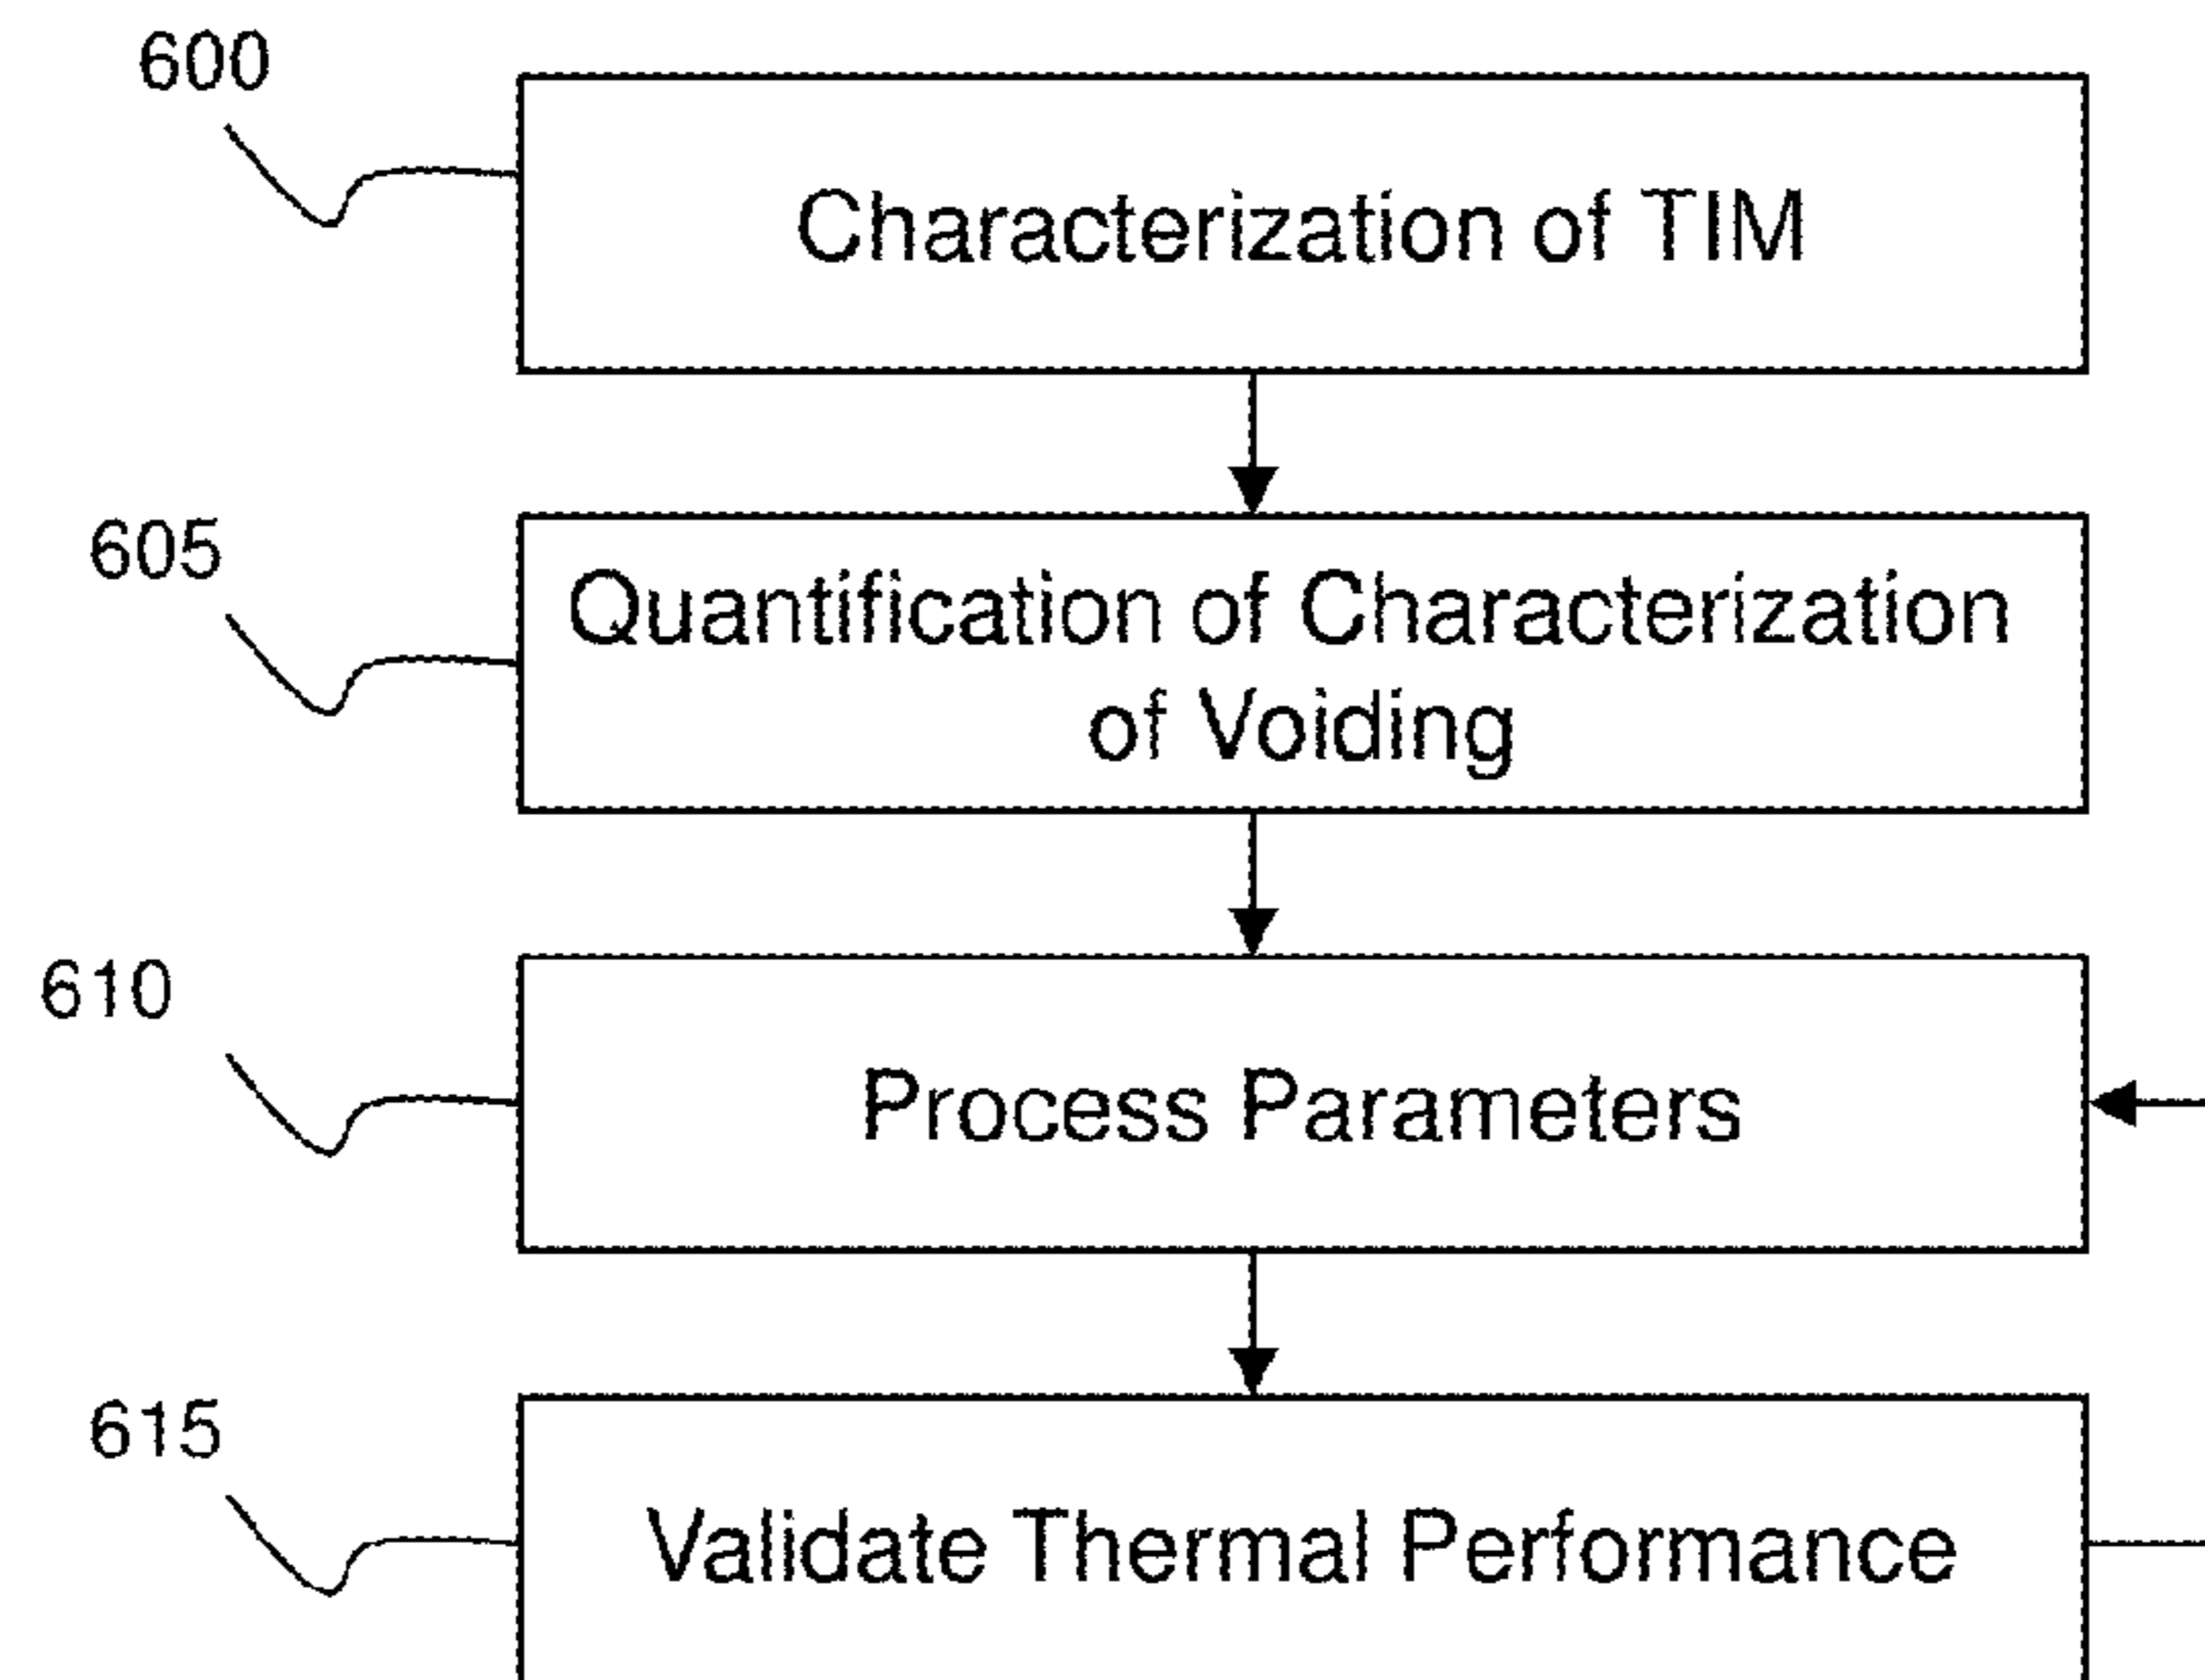 600
Characterization of TIM
605
Quantification of Characterization
of Voiding
610
Process Parameters
615
Validate Thermal Performance